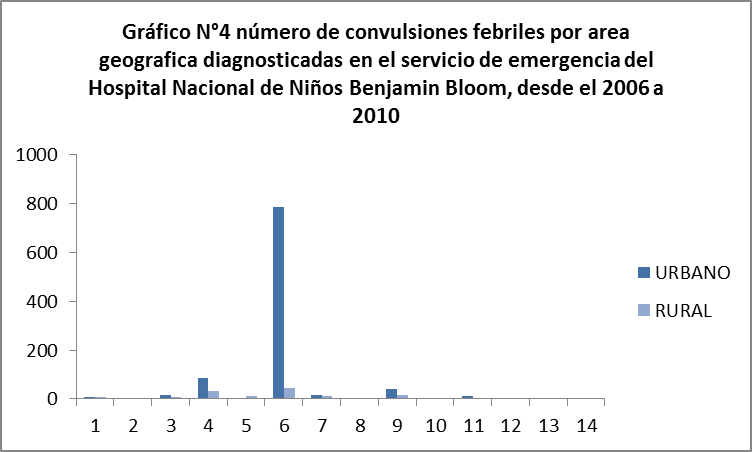 Gráfico N°4 número de convulsiones febriles por area
geografica diagnosticadas en el servicio de emergencia del
Hospital Nacional de Niños Benjamin Bloom, desde el 2006 a
2010
1000
800
600
400
200
0
1 2 3 4 5 6 7 8 9 10 11 12 13 14
URBANO
RURAL